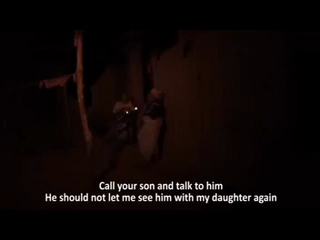 Call your son and talk to him
He should not let me see him with my daughter again